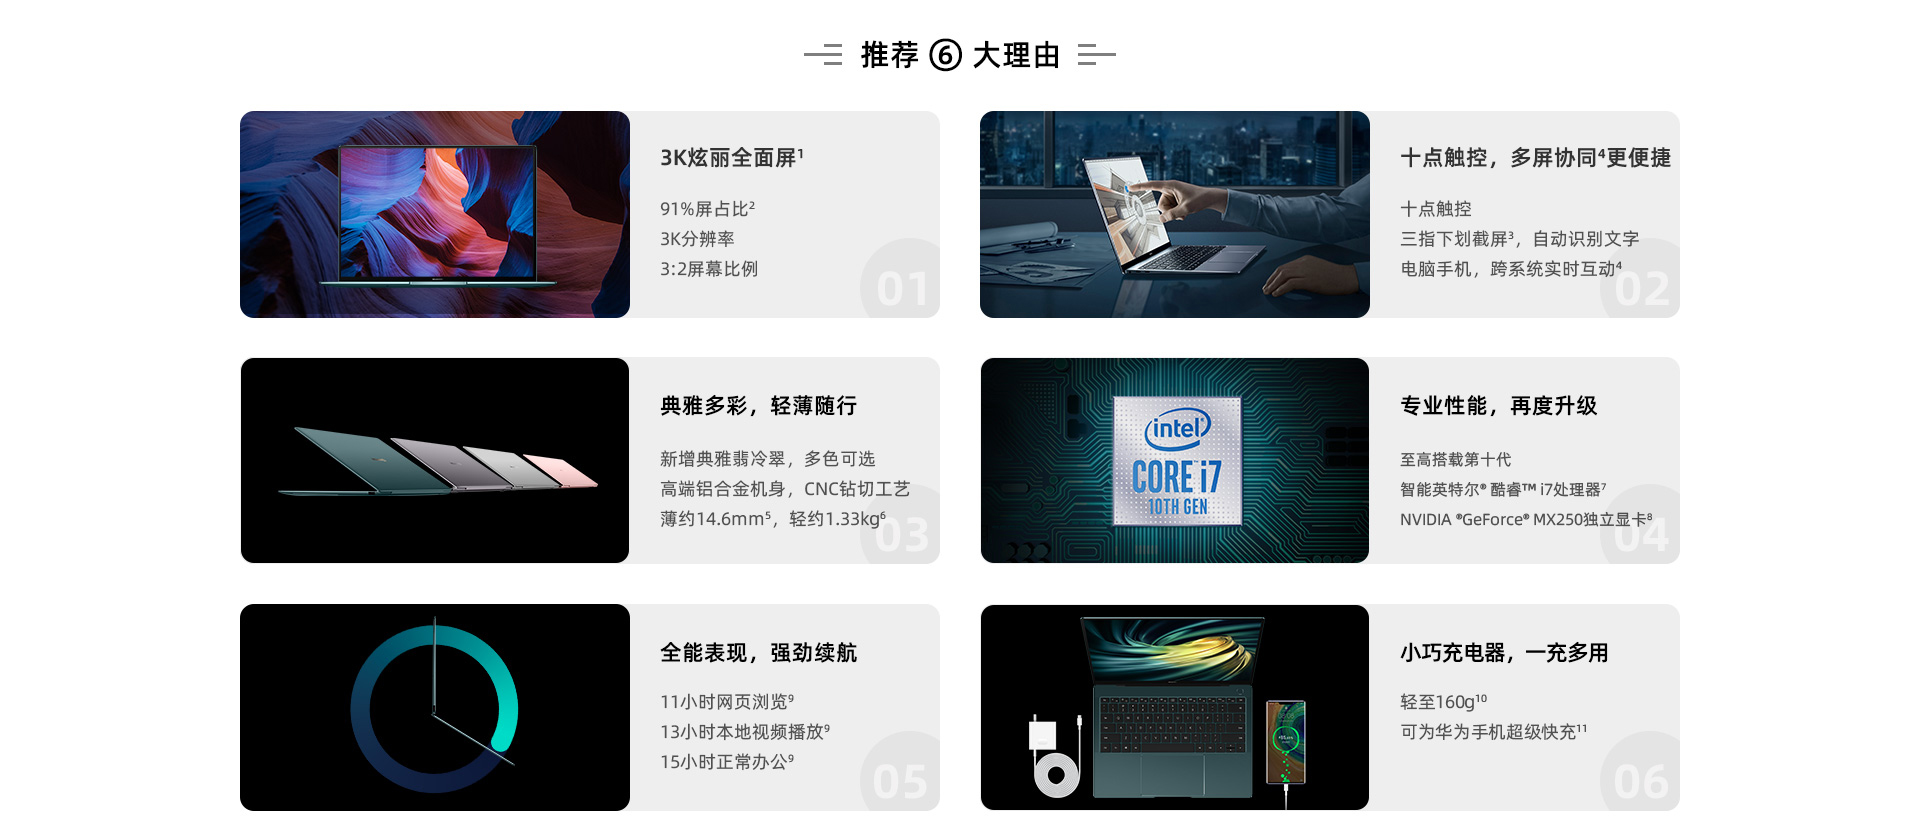 推荐 ⑥ 大理由
3K炫丽全面屏¹
91%屏占比²
3K分辨率
3:2屏幕比例
01
十点触控，多屏协同⁴更便捷
十点触控
三指下划截屏³，自动识别文字
电脑手机，跨系统实时互动⁴
02
典雅多彩，轻薄随行
新增典雅翡冷翠，多色可选
高端铝合金机身，CNC钻切工艺
薄约14.6mm⁵，轻约1.33kg⁶
03
intel
CORE i7
10TH GEN
专业性能，再度升级
至高搭载第十代
智能英特尔® 酷睿™ i7处理器⁷
NVIDIA ®GeForce® MX250独立显卡⁸
04
全能表现，强劲续航
11小时网页浏览⁹
13小时本地视频播放⁹
15小时正常办公⁹
05
小巧充电器，一充多用
轻至160g¹⁰
可为华为手机超级快充¹¹
06